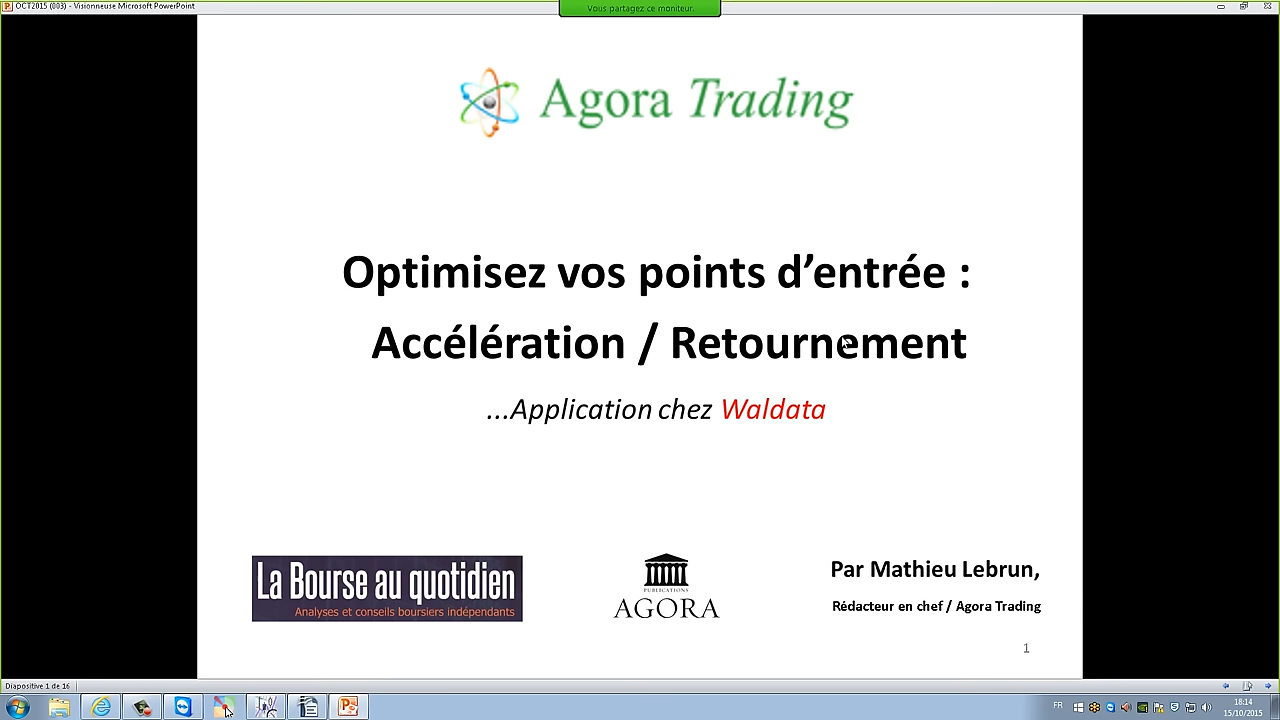 OCT2015 (003) - Visionneuse Microsoft PowerPoint
Vous partagez ce moniteur.
Agora Trading
Optimisez vos points d’entrée :
Accélération / Retournement
...Application chez Waldata
La Bourse au quotidien
Analyses et conseils boursiers indépendants
PUBLICATIONS
AGORA
Par Mathieu Lebrun,
Rédacteur en chef / Agora Trading
1
Diapositive 1 de 16
FR
18:14
15/10/2015